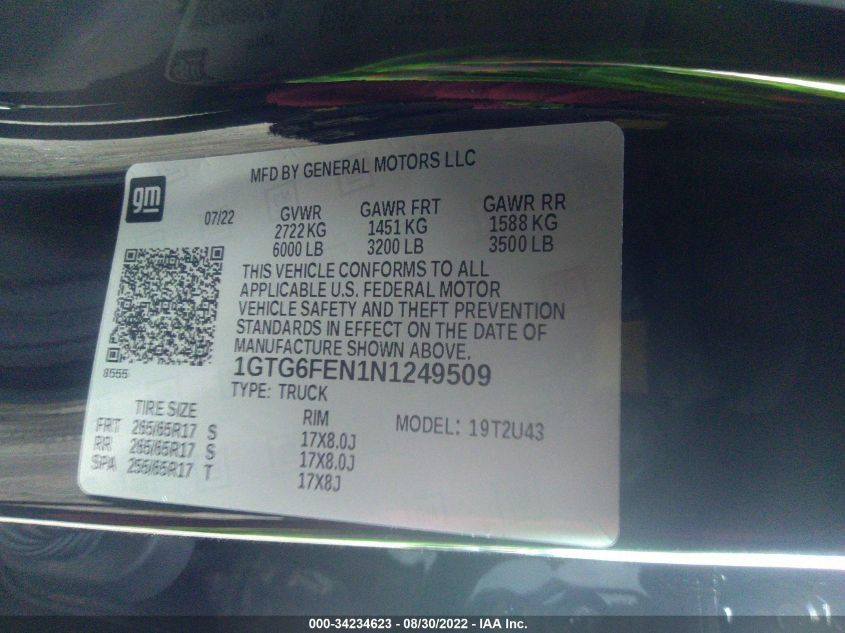 MFD BY GENERAL MOTORS LLC
gm
07/22
GVWR GAWR FRT GAWR RR
2722 KG 1451 KG 1588 KG
6000 LB 3200 LB 3500 LB
THIS VEHICLE CONFORMS TO ALL
APPLICABLE U.S. FEDERAL MOTOR
VEHICLE SAFETY AND THEFT PREVENTION
STANDARDS IN EFFECT ON THE DATE OF
MANUFACTURE SHOWN ABOVE.
8555
1GTG6FEN1N1249509
TYPE: TRUCK
TIRE SIZE RIM MODEL: 19T2U43
FRT 265/65R17 S 17X8.0J
RR 265/65R17 S 17X8.0J
SPA 255/65R17 T 17X8J
000-34234623 - 08/30/2022 - IAA Inc.